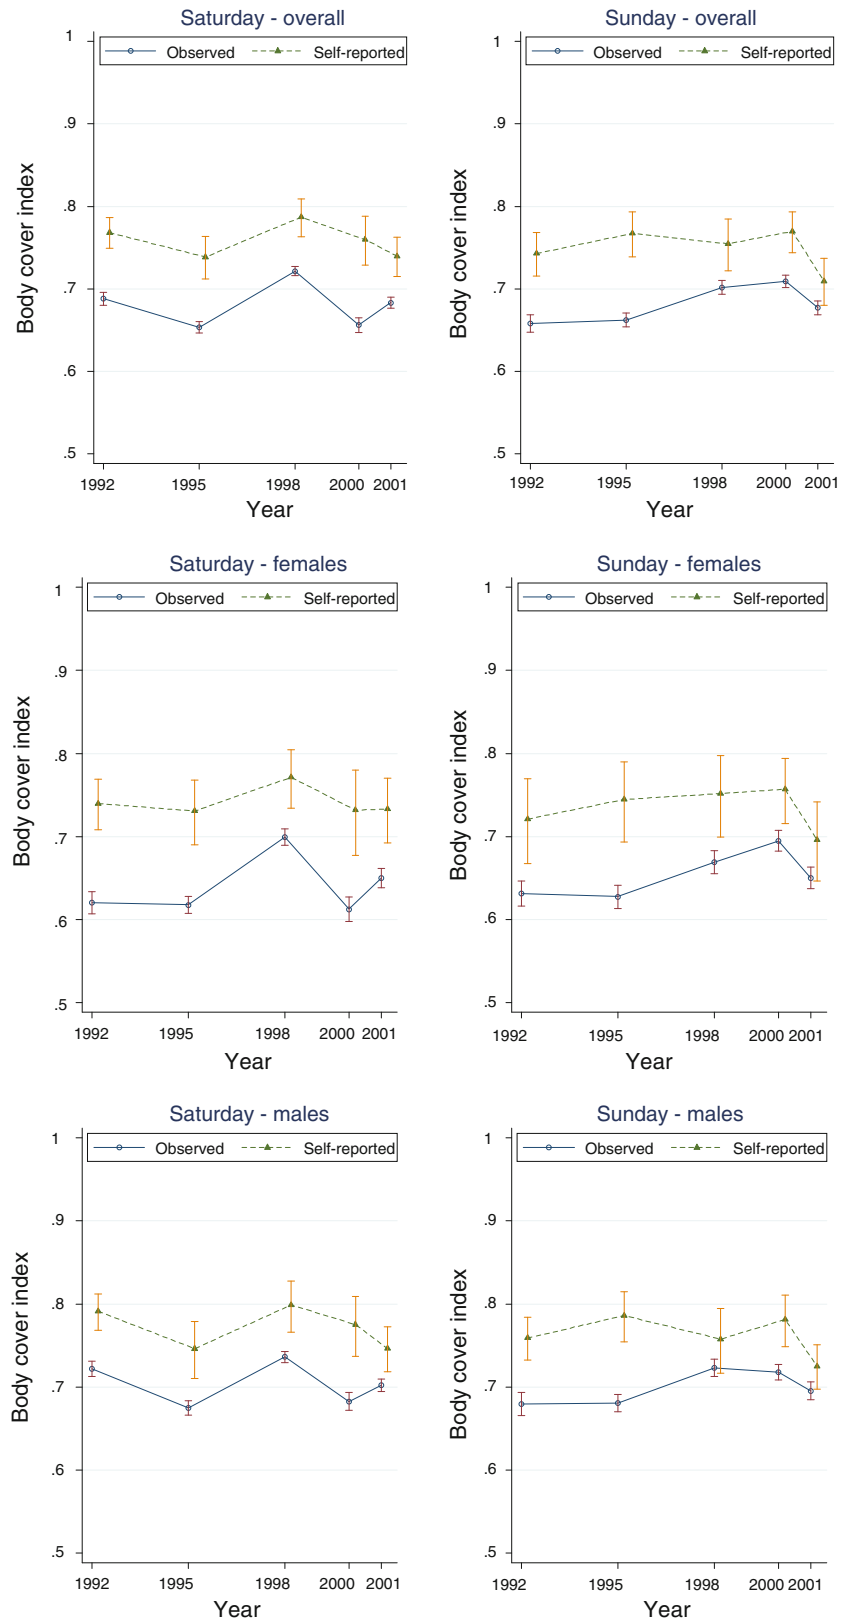 Saturday - overall
Observed Self-reported
Body cover index
1
.9
.8
.7
.6
.5
1992 1995 1998 2000 2001
Year
Sunday - overall
Observed Self-reported
Body cover index
1
.9
.8
.7
.6
.5
1992 1995 1998 2000 2001
Year
Saturday - females
Observed Self-reported
Body cover index
1
.9
.8
.7
.6
.5
1992 1995 1998 2000 2001
Year
Sunday - females
Observed Self-reported
Body cover index
1
.9
.8
.7
.6
.5
1992 1995 1998 2000 2001
Year
Saturday - males
Observed Self-reported
Body cover index
1
.9
.8
.7
.6
.5
1992 1995 1998 2000 2001
Year
Sunday - males
Observed Self-reported
Body cover index
1
.9
.8
.7
.6
.5
1992 1995 1998 2000 2001
Year